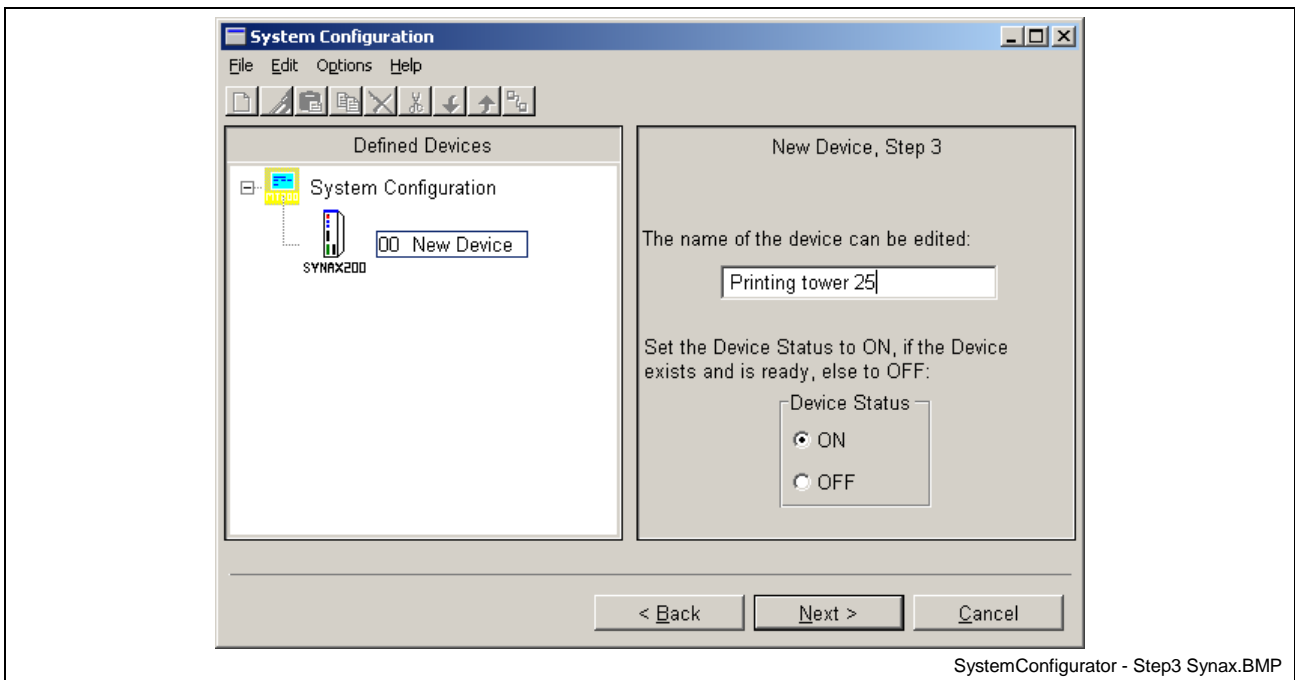 System Configuration
File Edit Options Help
Defined Devices
System Configuration
00 New Device
SYNAX200
New Device, Step 3
The name of the device can be edited:
Printing tower 25
Set the Device Status to ON, if the Device
exists and is ready, else to OFF:
Device Status
ON
OFF
< Back
Next >
Cancel
SystemConfigurator - Step3 Synax.BMP